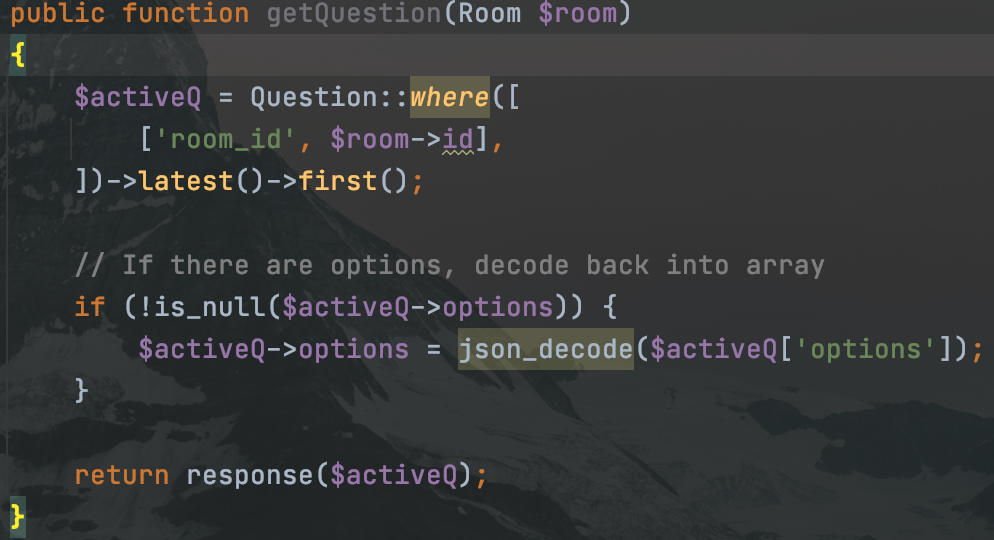 public function getQuestion(Room $room)
{
    $activeQ = Question::where([
        ['room_id', $room->id],
    ])->latest()->first();

    // If there are options, decode back into array
    if (!is_null($activeQ->options)) {
        $activeQ->options = json_decode($activeQ['options']);
    }

    return response($activeQ);
}